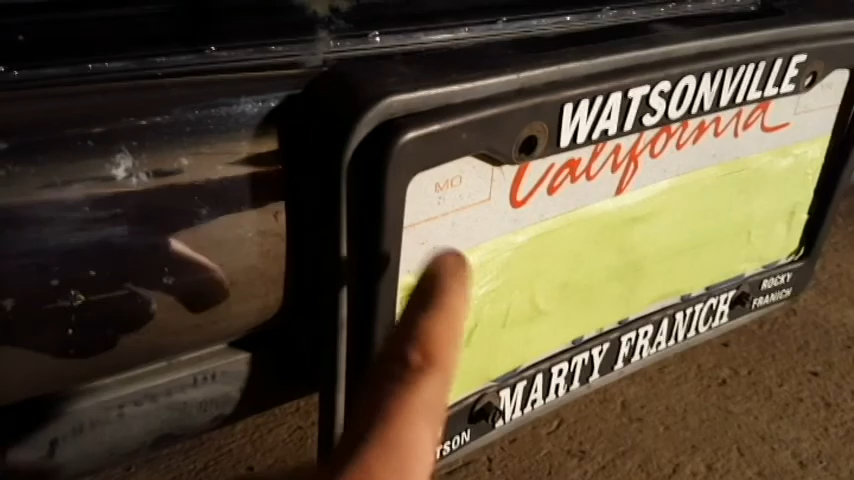 WATSONVILLE
California
MO
ROCKY
FRANICH
MARTY FRANICH
TSON